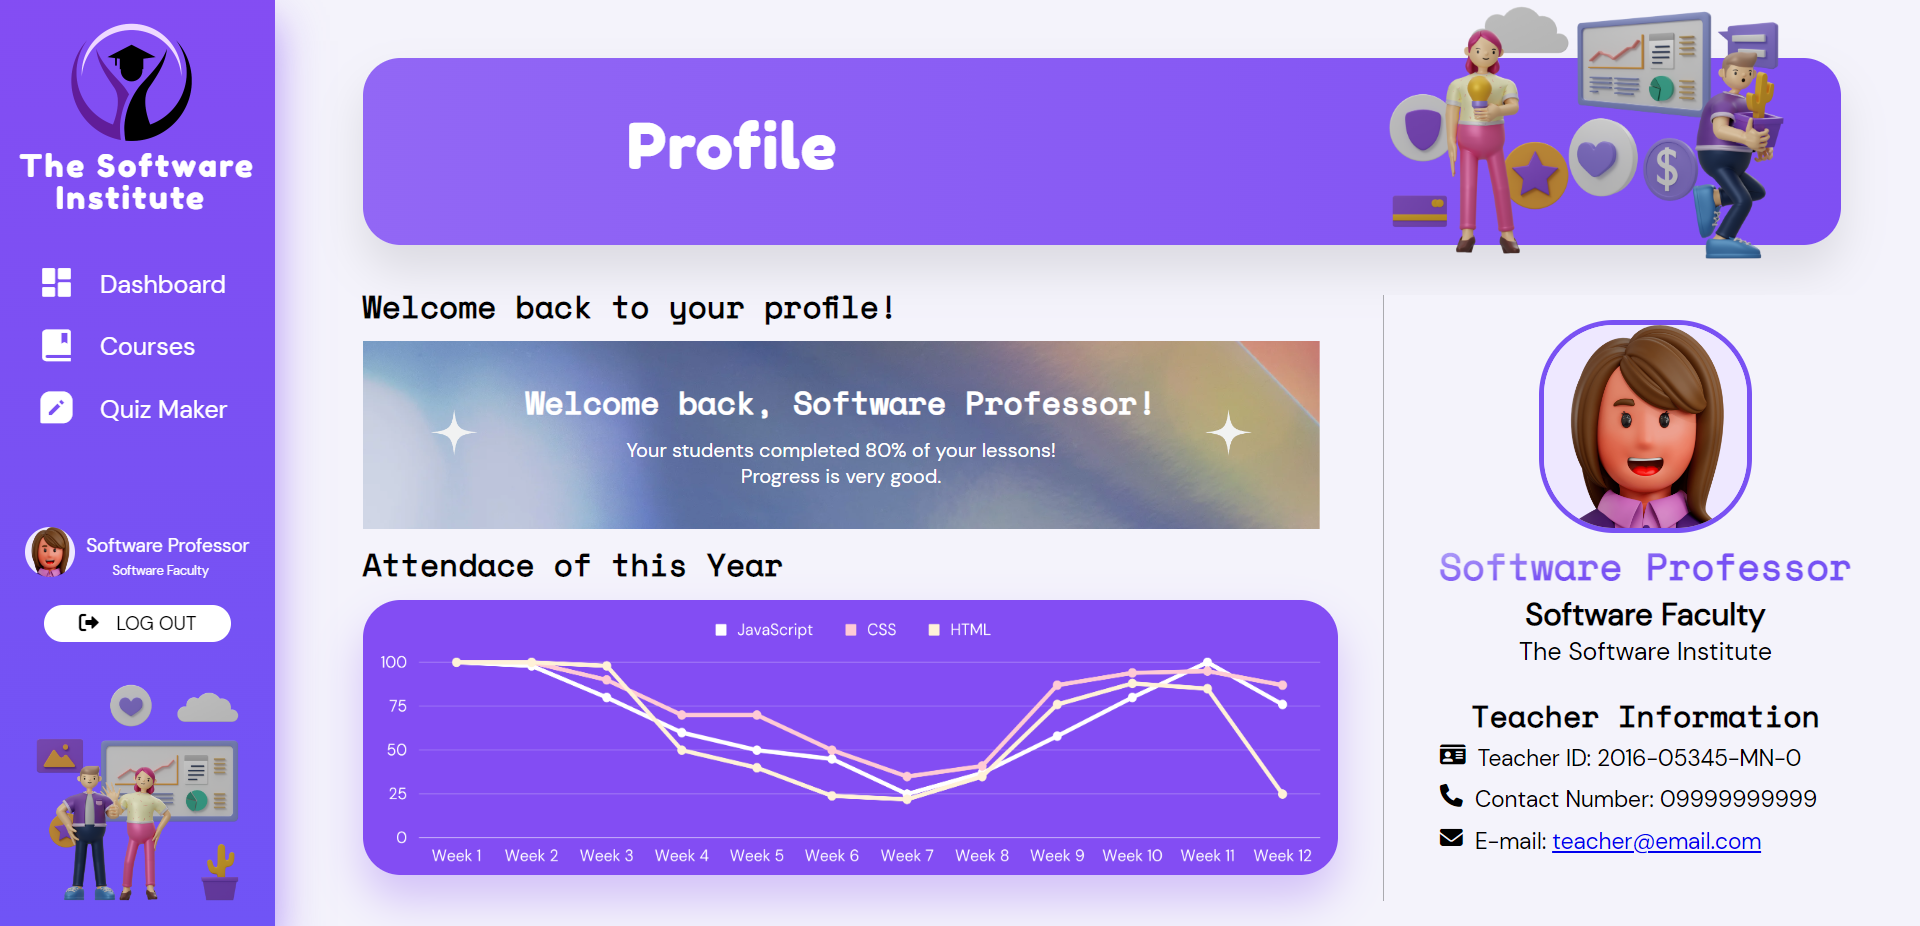 The Software
Institute
Dashboard
Courses
Quiz Maker
Software Professor
Software Faculty
LOG OUT
Profile
Welcome back to your profile!
Welcome back, Software Professor!
Your students completed 80% of your lessons!
Progress is very good.
Attendace of this Year
JavaScript CSS HTML
100
75
50
25
0
Week 1 Week 2 Week 3 Week 4 Week 5 Week 6 Week 7 Week 8 Week 9 Week 10 Week 11 Week 12
Software Professor
Software Faculty
The Software Institute
Teacher Information
Teacher ID: 2016-05345-MN-0
Contact Number: 09999999999
E-mail: teacher@email.com